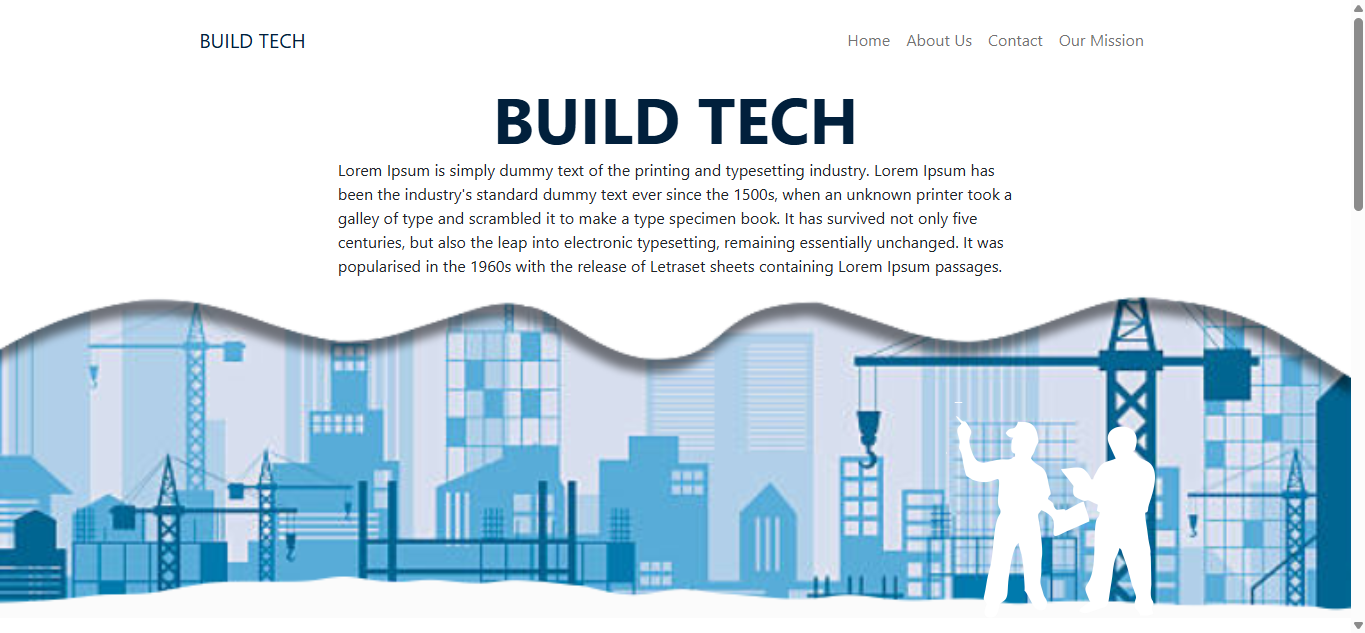 BUILD TECH
Home About Us Contact Our Mission
BUILD TECH
Lorem Ipsum is simply dummy text of the printing and typesetting industry. Lorem Ipsum has
been the industry's standard dummy text ever since the 1500s, when an unknown printer took a
galley of type and scrambled it to make a type specimen book. It has survived not only five
centuries, but also the leap into electronic typesetting, remaining essentially unchanged. It was
popularised in the 1960s with the release of Letraset sheets containing Lorem Ipsum passages.